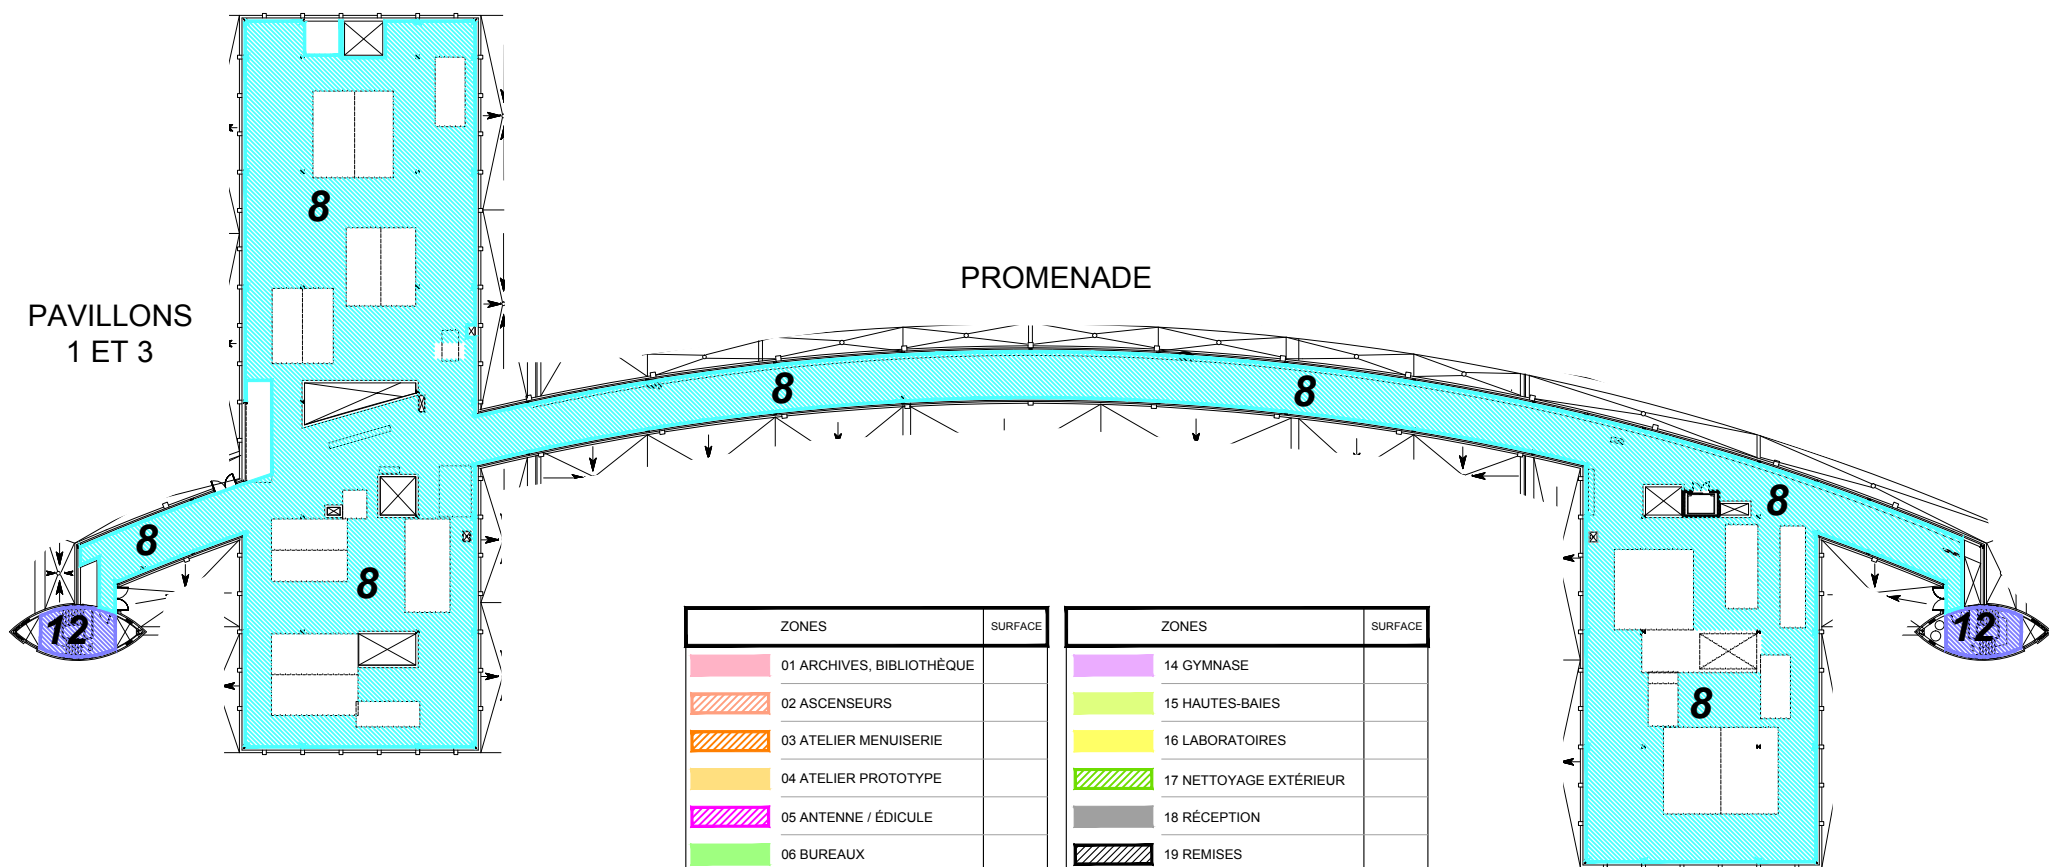 8
PROMENADE
PAVILLONS
1 ET 3
8
8
8
8
8
12
12
8
ZONES SURFACE
01 ARCHIVES, BIBLIOTHÈQUE
02 ASCENSEURS
03 ATELIER MENUISERIE
04 ATELIER PROTOTYPE
05 ANTENNE / ÉDICULE
06 BUREAUX
ZONES SURFACE
14 GYMNASE
15 HAUTES-BAIES
16 LABORATOIRES
17 NETTOYAGE EXTÉRIEUR
18 RÉCEPTION
19 REMISES